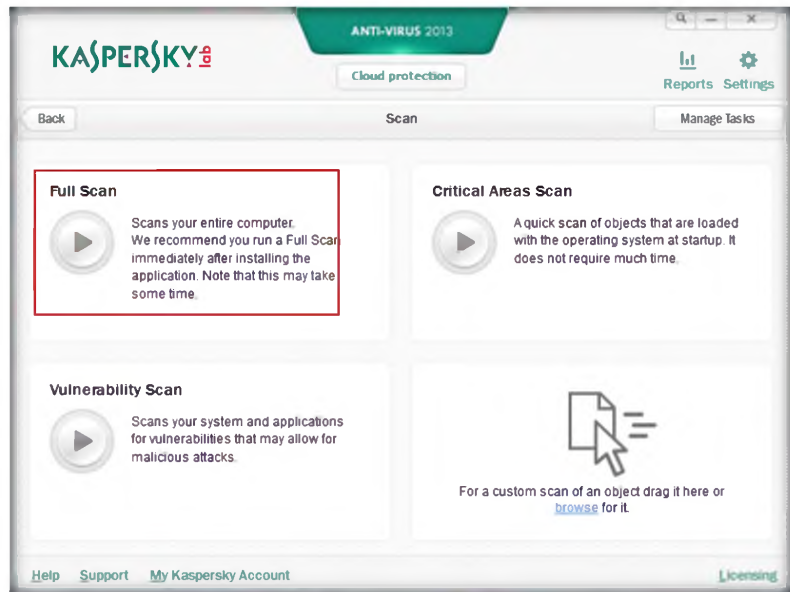 ANTI-VIRUS 2013
KASPERSKY lab
Cloud protection
Reports Settings
Back
Scan
Manage Tasks
Full Scan
Scans your entire computer.
We recommend you run a Full Scan
immediately after installing the
application. Note that this may take
some time.
Critical Areas Scan
A quick scan of objects that are loaded
with the operating system at startup. It
does not require much time.
Vulnerability Scan
Scans your system and applications
for vulnerabilities that may allow for
malicious attacks.
For a custom scan of an object drag it here or
browse for it.
Help Support My Kaspersky Account
Licensing